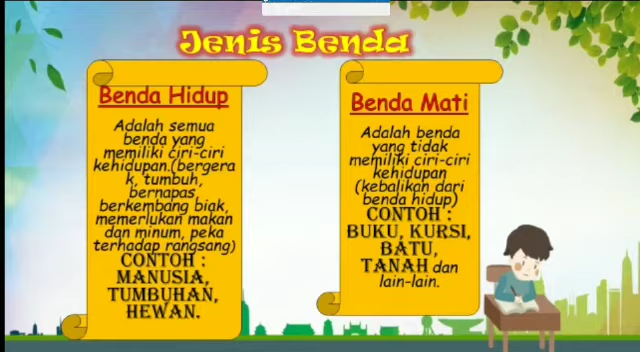 Jenis Benda
Benda Hidup
Adalah semua
benda yang
memiliki ciri-ciri
kehidupan.(bergera
k, tumbuh,
bernapas,
berkembang biak,
memerlukan makan
dan minum, peka
terhadap rangsang)
CONTOH :
MANUSIA,
TUMBUHAN,
HEWAN.
Benda Mati
Adalah benda
yang tidak
memiliki ciri-ciri
kehidupan
(kebalikan dari
benda hidup)
CONTOH :
BUKU, KURSI,
BATU,
TANAH dan
lain-lain.